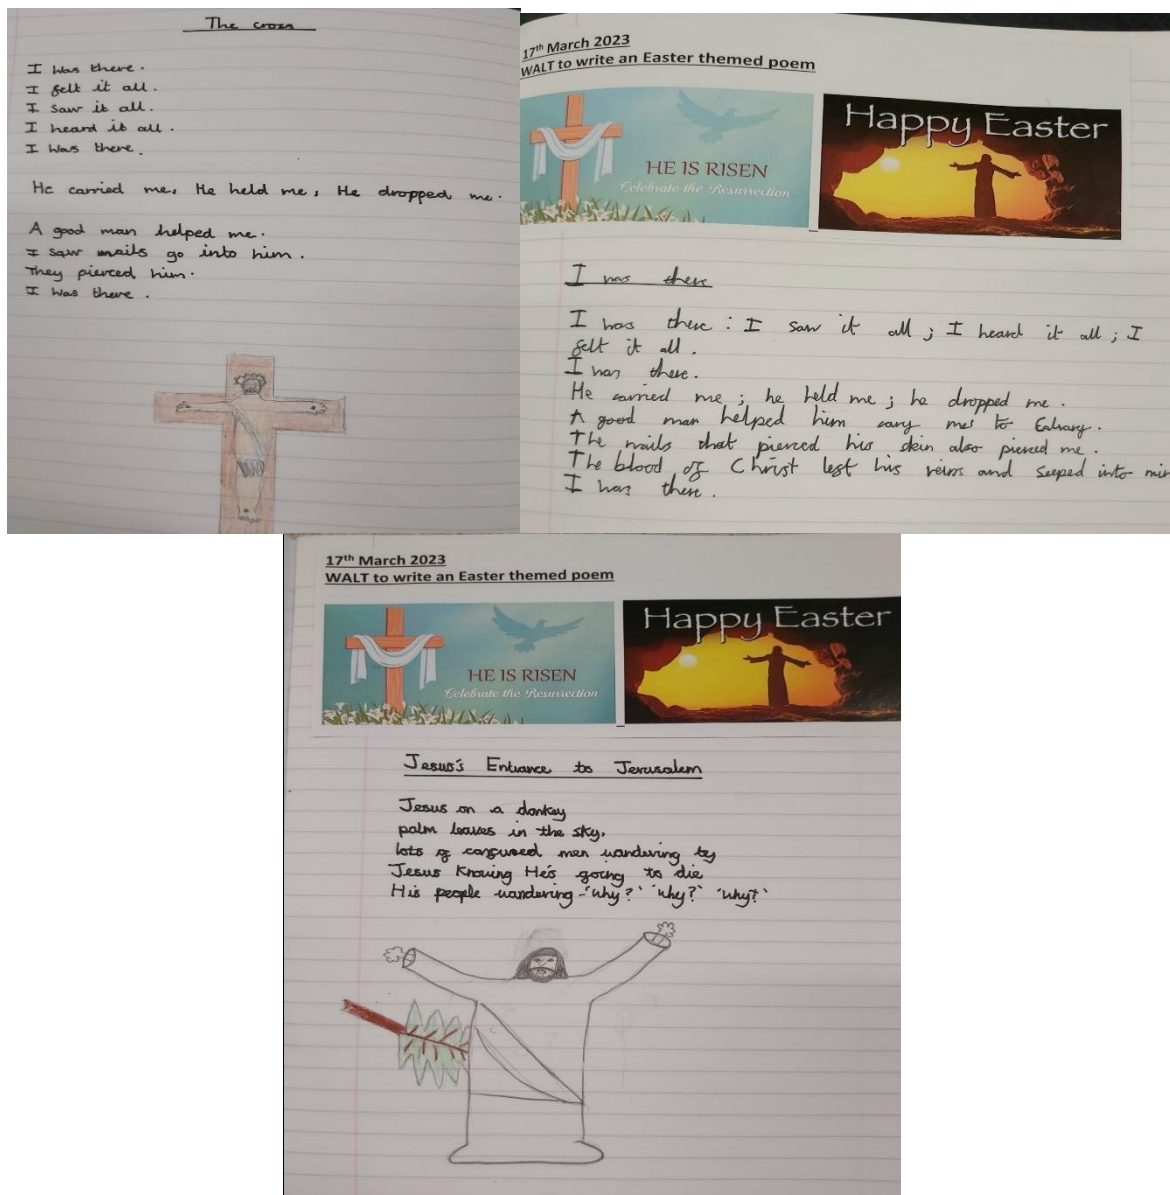 The cross
I was there.
I felt it all.
I saw it all.
I heard it all.
I was there.
He carried me, He held me, He dropped me.
A good man helped me.
I saw nails go into him.
They pierced him.
I was there.
17th March 2023
WALT to write an Easter themed poem
HE IS RISEN
Celebrate the Resurrection
Happy Easter
I was there
I was there : I saw it all ; I heard it all ; I
felt it all.
I was there.
He carried me ; he held me ; he dropped me.
A good man helped him carry me to Calvary.
The nails that pierced his skin also pierced me.
The blood of Christ left his veins and seeped into
I was there.
17th March 2023
WALT to write an Easter themed poem
HE IS RISEN
Celebrate the Resurrection
Happy Easter
Jesus's Entrance to Jerusalem
Jesus on a donkey
palm leaves in the sky,
lots of confused men wandering by
Jesus knowing He's going to die
His people wandering - 'why?' 'why?' 'why?'